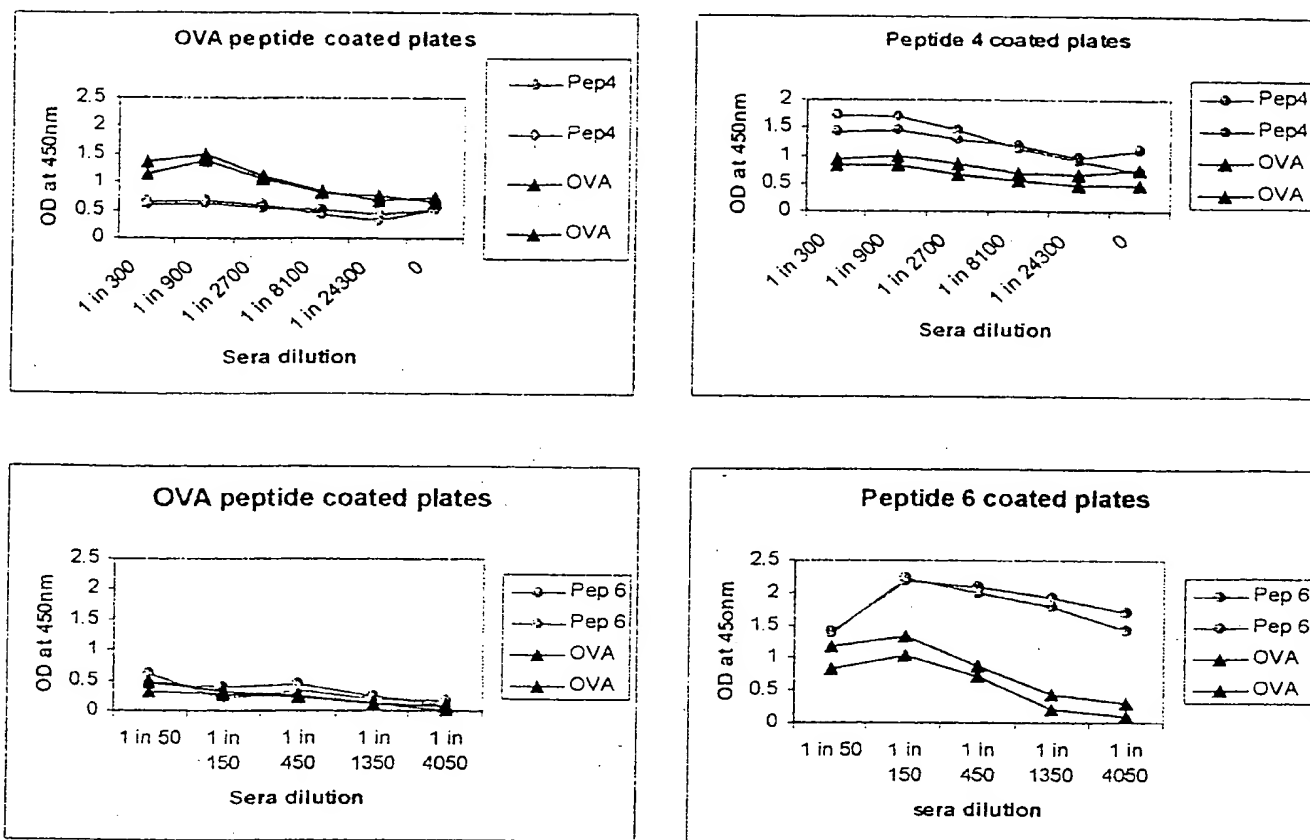 OVA peptide coated plates
OD at 450nm
2.5
2
1.5
1
0.5
0
1 in 300
1 in 900
1 in 2700
1 in 8100
1 in 24300
0
Sera dilution
Pep4
Pep4
OVA
OVA
Peptide 4 coated plates
OD at 450nm
2
1.5
1
0.5
0
1 in 300
1 in 900
1 in 2700
1 in 8100
1 in 24300
0
Sera dilution
Pep4
Pep4
OVA
OVA
OVA peptide coated plates
OD at 450nm
2.5
2
1.5
1
0.5
0
1 in 50
1 in
150
1 in
450
1 in
1350
1 in
4050
Sera dilution
Pep 6
Pep 6
OVA
OVA
Peptide 6 coated plates
OD at 45onm
2.5
2
1.5
1
0.5
0
1 in 50
1 in
150
1 in
450
1 in
1350
1 in
4050
sera dilution
Pep 6
Pep 6
OVA
OVA